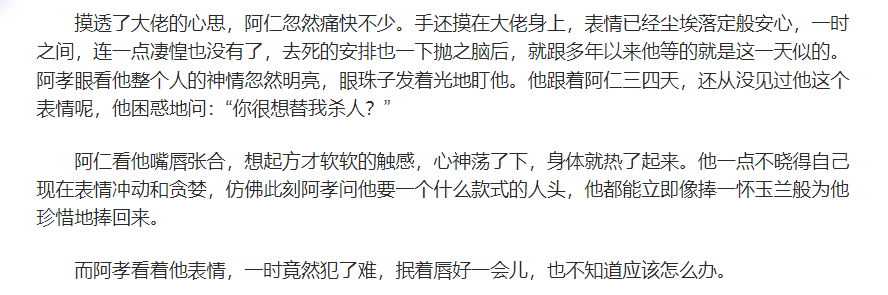 摸透了大佬的心思，阿仁忽然痛快不少。手还摸在大佬身上，表情已经尘埃落定般安心，一时
之间，连一点凄惶也没有了，去死的安排也一下抛之脑后，就跟多年以来他等的就是这一天似的。
阿孝眼看他整个人的神情忽然明亮，眼珠子发着光地盯他。他跟着阿仁三四天，还从没见过他这个
表情呢，他困惑地问：“你很想替我杀人？”
阿仁看他嘴唇张合，想起方才软软的触感，心神荡了下，身体就热了起来。他一点不晓得自己
现在表情冲动和贪婪，仿佛此刻阿孝问他要一个什么款式的人头，他都能立即像捧一怀玉兰般为他
珍惜地捧回来。
而阿孝看着他表情，一时竟然犯了难，抿着唇好一会儿，也不知道应该怎么办。